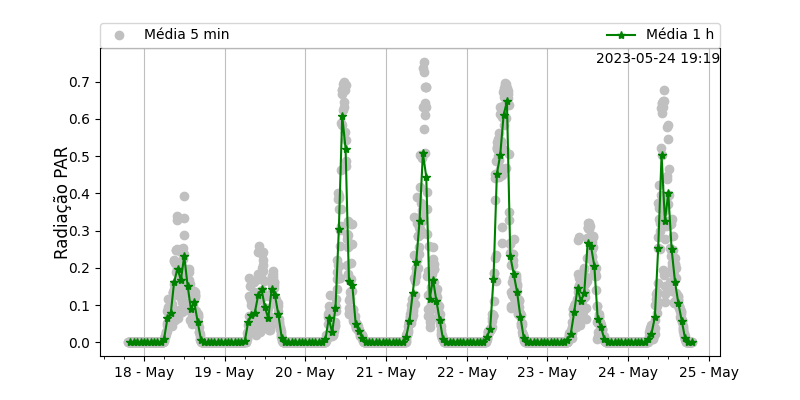 Média 5 min
Média 1 h
2023-05-24 19:19
Radiação PAR
0.7
0.6
0.5
0.4
0.3
0.2
0.1
0.0
18 - May
19 - May
20 - May
21 - May
22 - May
23 - May
24 - May
25 - May